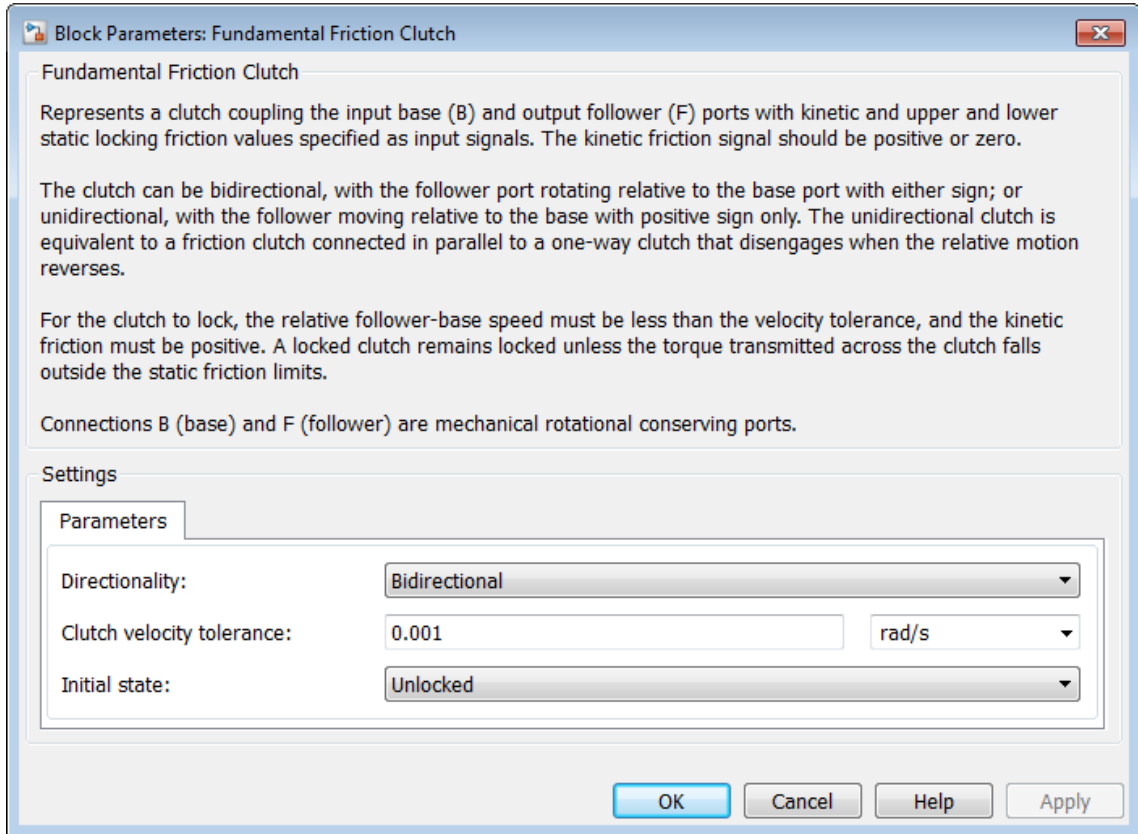 Block Parameters: Fundamental Friction Clutch
Fundamental Friction Clutch
Represents a clutch coupling the input base (B) and output follower (F) ports with kinetic and upper and lower
static locking friction values specified as input signals. The kinetic friction signal should be positive or zero.
The clutch can be bidirectional, with the follower port rotating relative to the base port with either sign; or
unidirectional, with the follower moving relative to the base with positive sign only. The unidirectional clutch is
equivalent to a friction clutch connected in parallel to a one-way clutch that disengages when the relative motion
reverses.
For the clutch to lock, the relative follower-base speed must be less than the velocity tolerance, and the kinetic
friction must be positive. A locked clutch remains locked unless the torque transmitted across the clutch falls
outside the static friction limits.
Connections B (base) and F (follower) are mechanical rotational conserving ports.
Settings
Parameters
Directionality: Bidirectional
Clutch velocity tolerance: 0.001 rad/s
Initial state: Unlocked
OK Cancel Help Apply